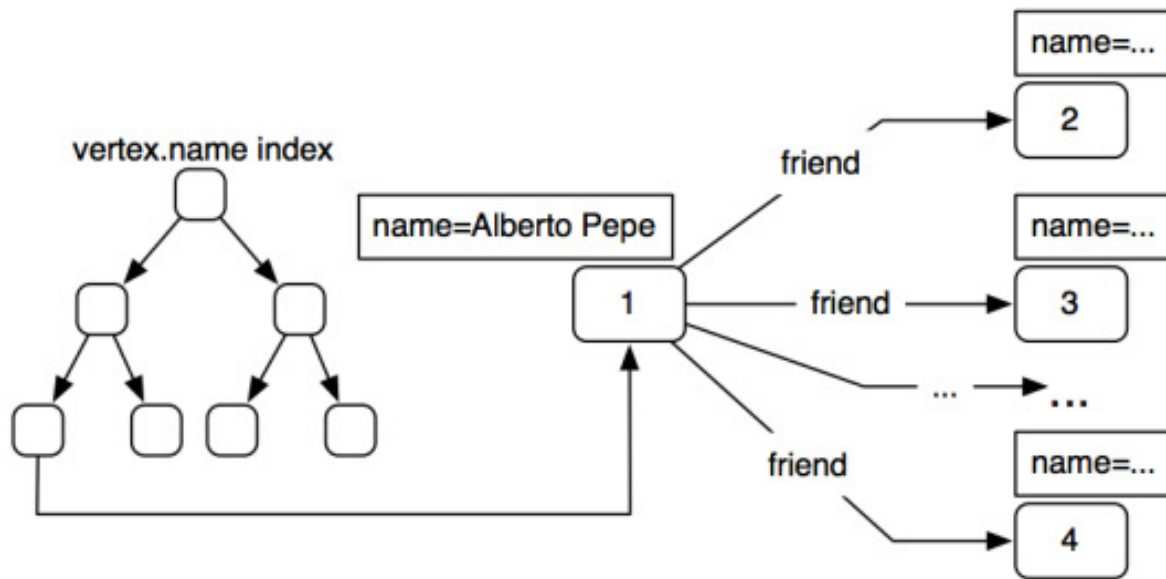 name=...
2
vertex.name index
friend
name=Alberto Pepe
name=...
1
friend
3
...
...
friend
name=...
4